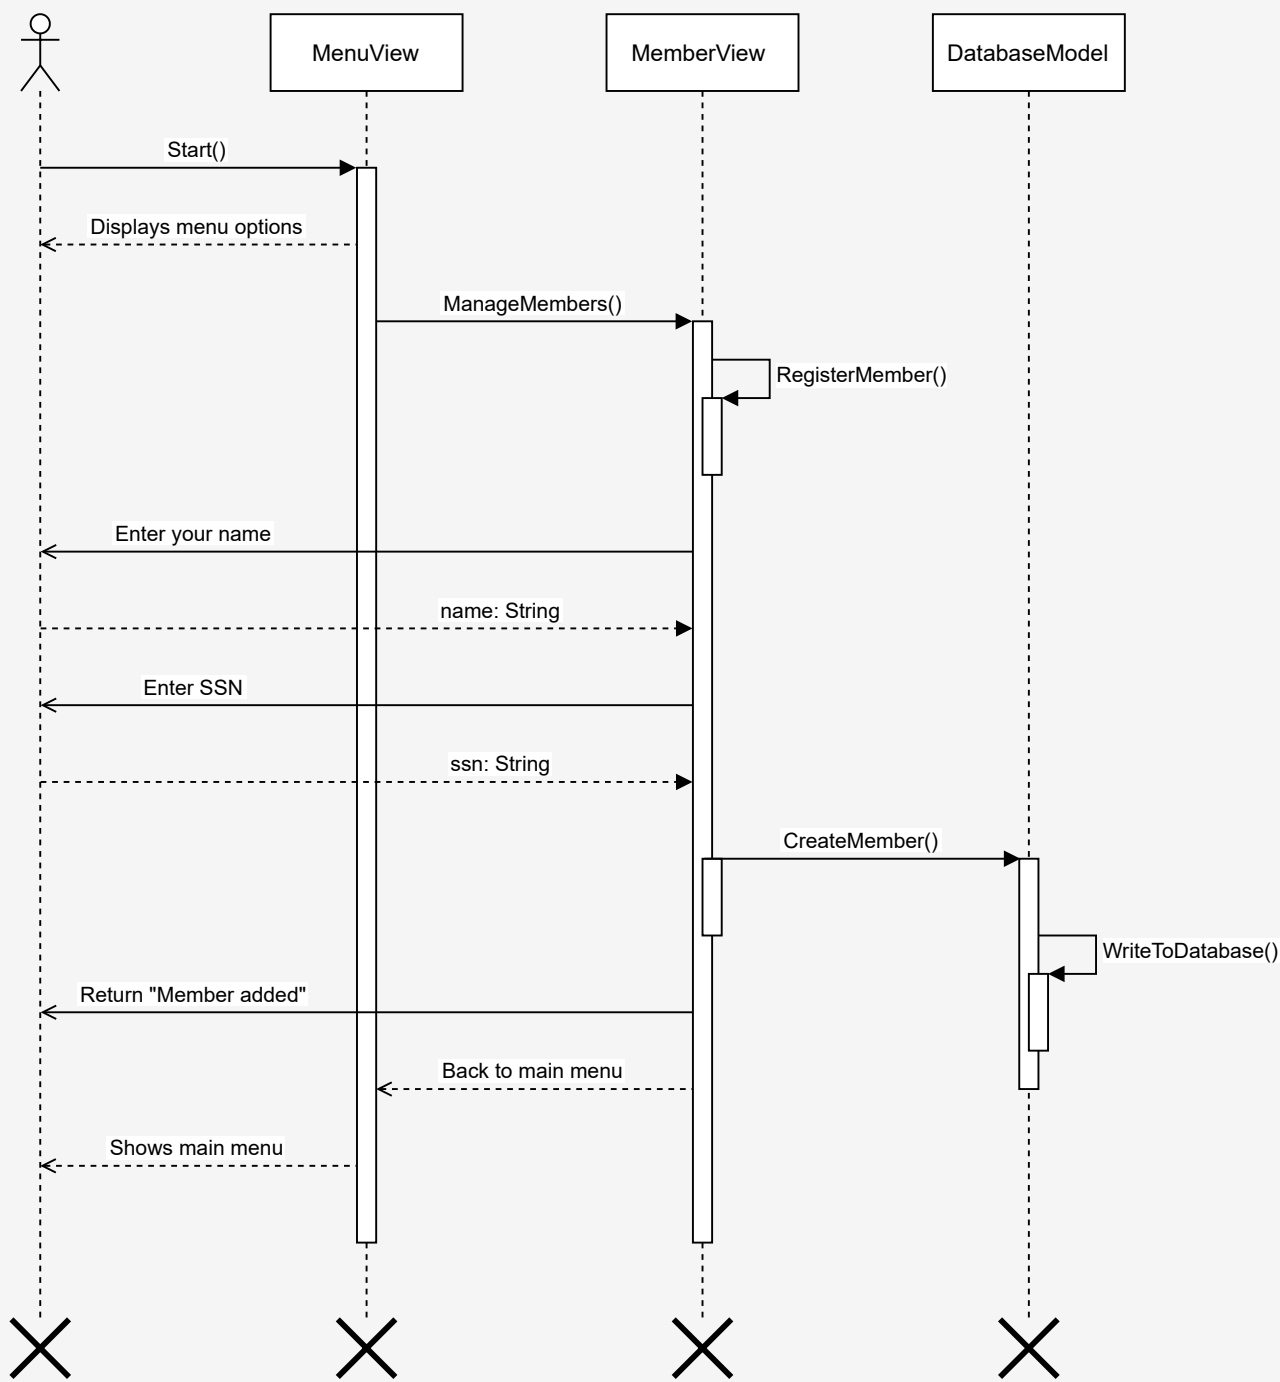 MenuView
MemberView
DatabaseModel
Start()
Displays menu options
ManageMembers()
RegisterMember()
Enter your name
name: String
Enter SSN
ssn: String
CreateMember()
WriteToDatabase()
Return "Member added"
Back to main menu
Shows main menu